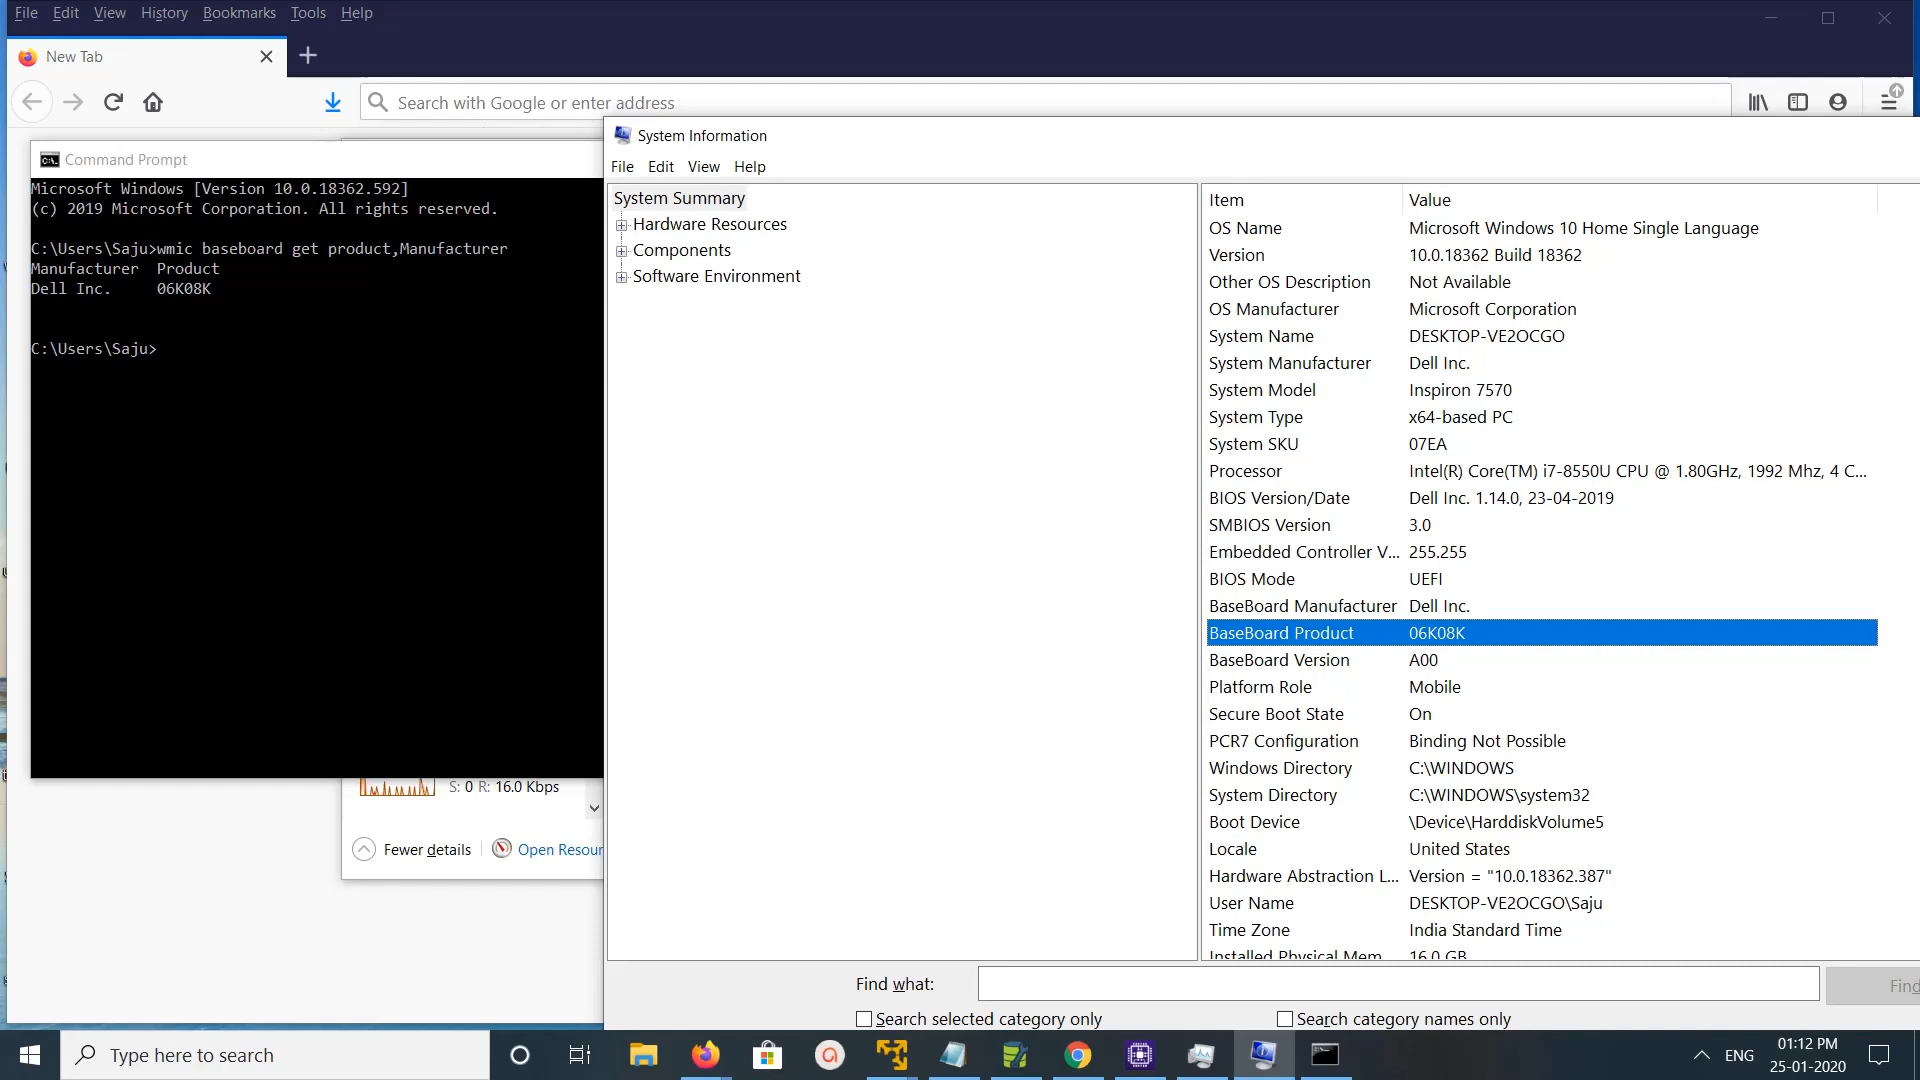 File Edit View History Bookmarks Tools Help
New Tab
Search with Google or enter address
Command Prompt
Microsoft Windows [Version 10.0.18362.592]
(c) 2019 Microsoft Corporation. All rights reserved.
C:\Users\Saju>wmic baseboard get product,Manufacturer
Manufacturer Product
Dell Inc. 06K08K
C:\Users\Saju>
S: 0 R: 16.0 Kbps
Fewer details Open Resour
System Information
File Edit View Help
System Summary
Hardware Resources
Components
Software Environment
Item Value
OS Name Microsoft Windows 10 Home Single Language
Version 10.0.18362 Build 18362
Other OS Description Not Available
OS Manufacturer Microsoft Corporation
System Name DESKTOP-VE2OCGO
System Manufacturer Dell Inc.
System Model Inspiron 7570
System Type x64-based PC
System SKU 07EA
Processor Intel(R) Core(TM) i7-8550U CPU @ 1.80GHz, 1992 Mhz, 4 C...
BIOS Version/Date Dell Inc. 1.14.0, 23-04-2019
SMBIOS Version 3.0
Embedded Controller V... 255.255
BIOS Mode UEFI
BaseBoard Manufacturer Dell Inc.
BaseBoard Product 06K08K
BaseBoard Version A00
Platform Role Mobile
Secure Boot State On
PCR7 Configuration Binding Not Possible
Windows Directory C:\WINDOWS
System Directory C:\WINDOWS\system32
Boot Device \Device\HarddiskVolume5
Locale United States
Hardware Abstraction L... Version = "10.0.18362.387"
User Name DESKTOP-VE2OCGO\Saju
Time Zone India Standard Time
Installed Physical Mem 16.0 GB
Find what: Find
Search selected category only Search category names only
Type here to search
ENG
01:12 PM
25-01-2020